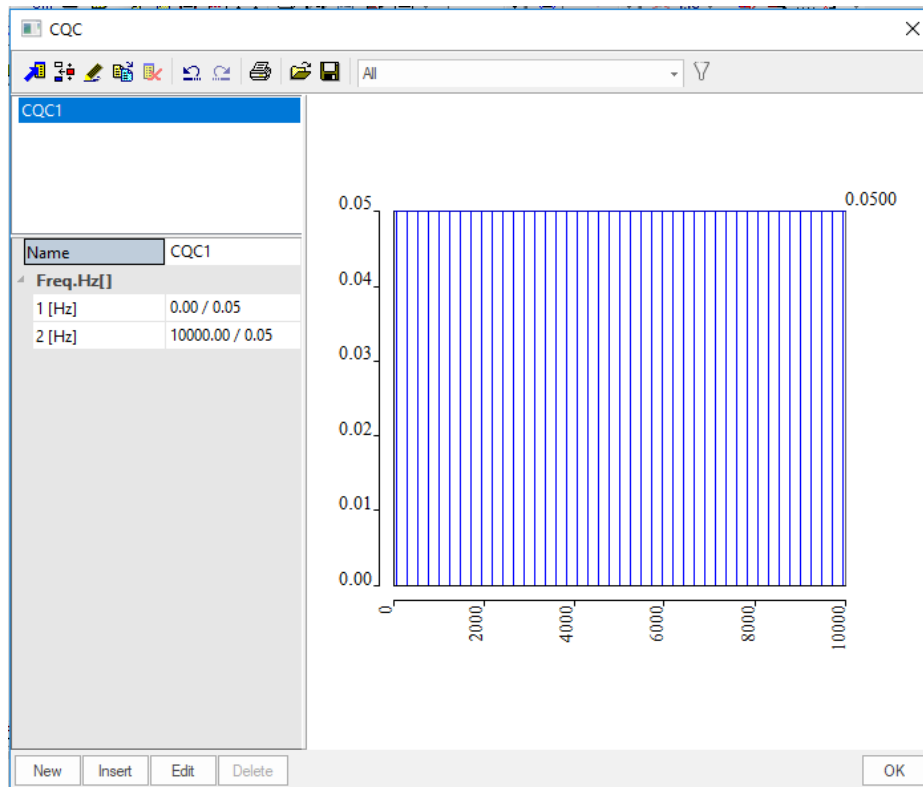 CQC
All
CQC1
Name CQC1
Freq.Hz[]
1 [Hz] 0.00 / 0.05
2 [Hz] 10000.00 / 0.05
0.0500
0.05
0.04
0.03
0.02
0.01
0.00
0 2000 4000 6000 8000 10000
New Insert Edit Delete OK